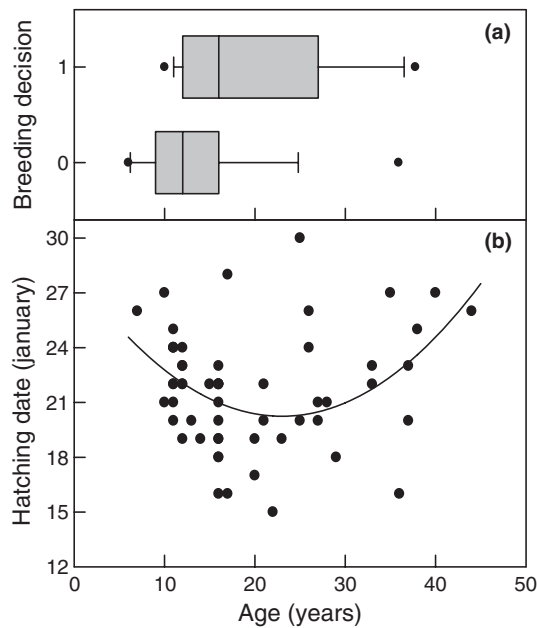 (a)
Breeding decision
1
0
(b)
Hatching date (january)
30
27
24
21
18
15
12
0 10 20 30 40 50
Age (years)